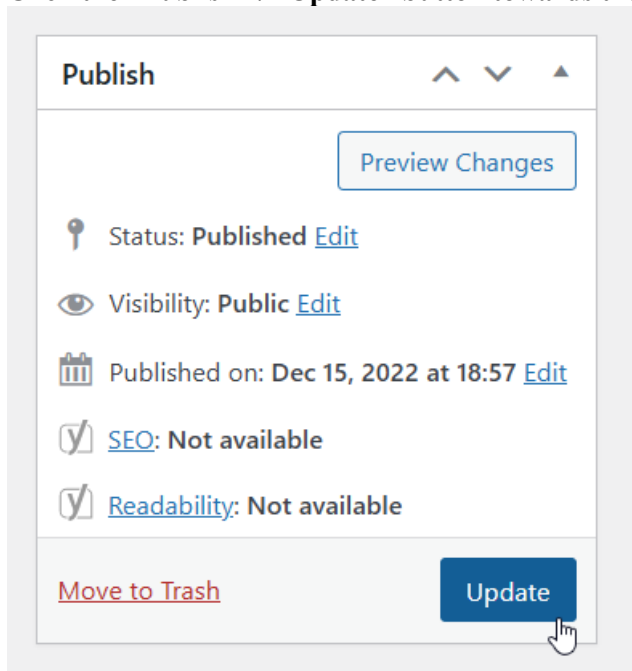 Publish
Preview Changes
Status: Published Edit
Visibility: Public Edit
Published on: Dec 15, 2022 at 18:57 Edit
SEO: Not available
Readability: Not available
Move to Trash
Update